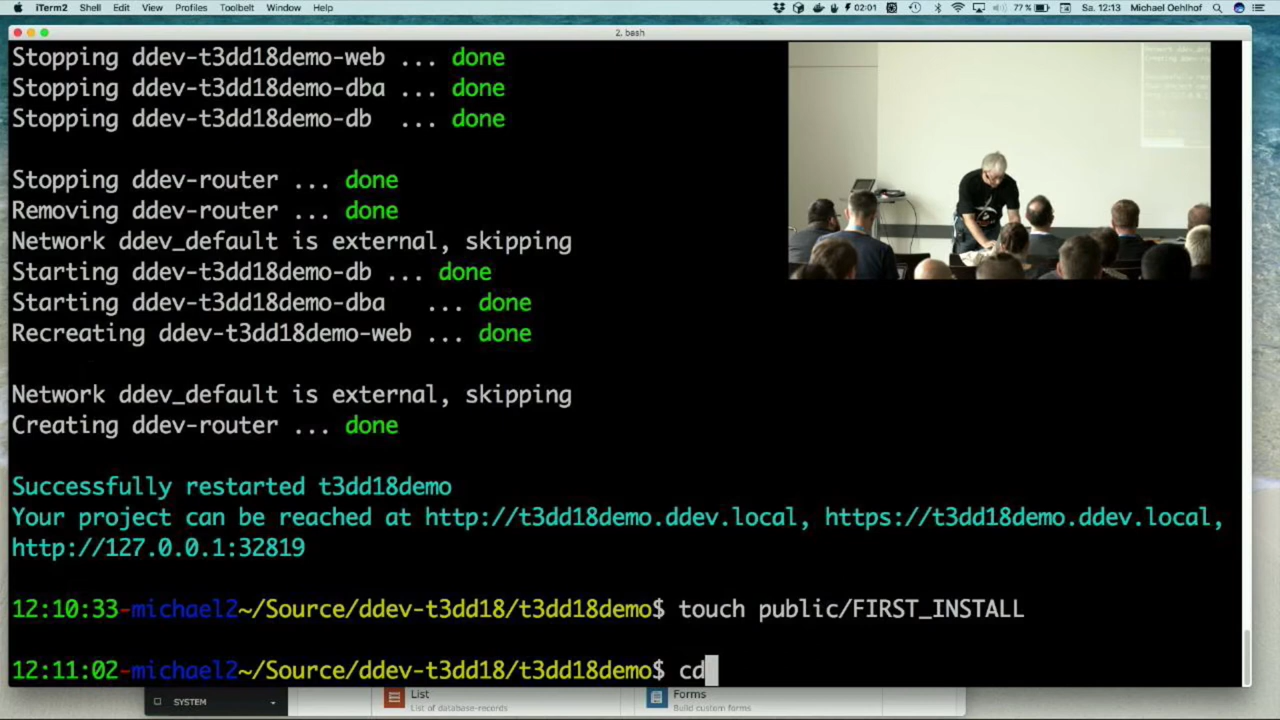 iTerm2 Shell Edit View Profiles Toolbelt Window Help 02:01 77 % Sa. 12:13 Michael Oehlhof
2. bash
Stopping ddev-t3dd18demo-web ... done
Stopping ddev-t3dd18demo-dba ... done
Stopping ddev-t3dd18demo-db ... done
Stopping ddev-router ... done
Removing ddev-router ... done
Network ddev_default is external, skipping
Starting ddev-t3dd18demo-db ... done
Starting ddev-t3dd18demo-dba ... done
Recreating ddev-t3dd18demo-web ... done
Network ddev_default is external, skipping
Creating ddev-router ... done
Successfully restarted t3dd18demo
Your project can be reached at http://t3dd18demo.ddev.local, https://t3dd18demo.ddev.local,
http://127.0.0.1:32819
12:10:33-michael2~/Source/ddev-t3dd18/t3dd18demo$ touch public/FIRST_INSTALL
12:11:02-michael2~/Source/ddev-t3dd18/t3dd18demo$ cd
SYSTEM
List
List of database-records
Forms
Build custom forms